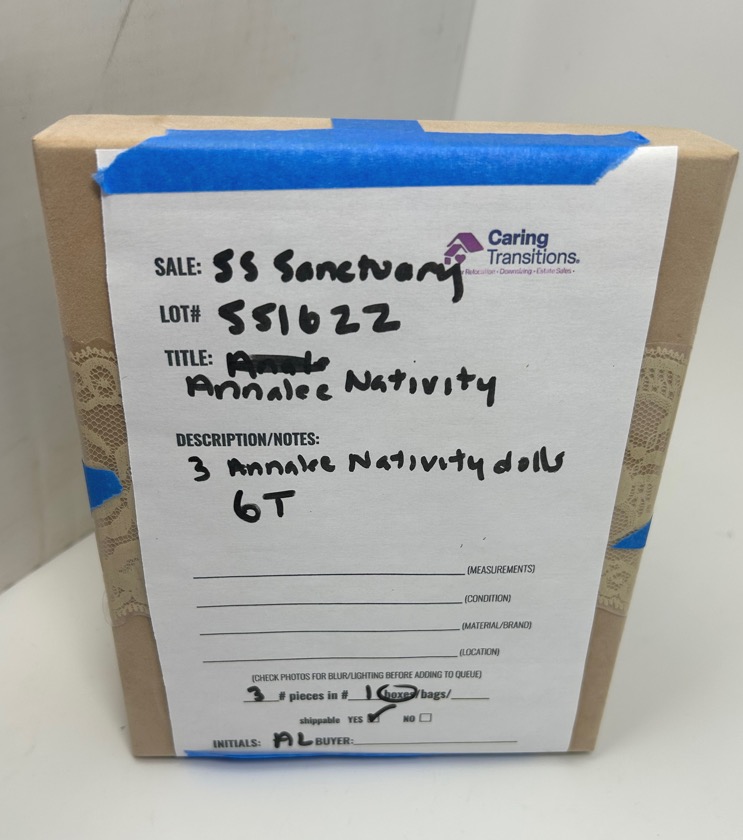 Caring
Transitions®
Relocation • Downsizing • Estate Sales •
SALE: SS Sanctuary
LOT# SS1622
TITLE:
Annalee Nativity
DESCRIPTION/NOTES:
3 Annalee Nativity dolls
6T
(MEASUREMENTS)
(CONDITION)
(MATERIAL/BRAND)
(LOCATION)
(CHECK PHOTOS FOR BLUR/LIGHTING BEFORE ADDING TO QUEUE)
3 # pieces in # 1 boxes/bags/
shippable YES ☑ NO ☐
INITIALS: AL BUYER: